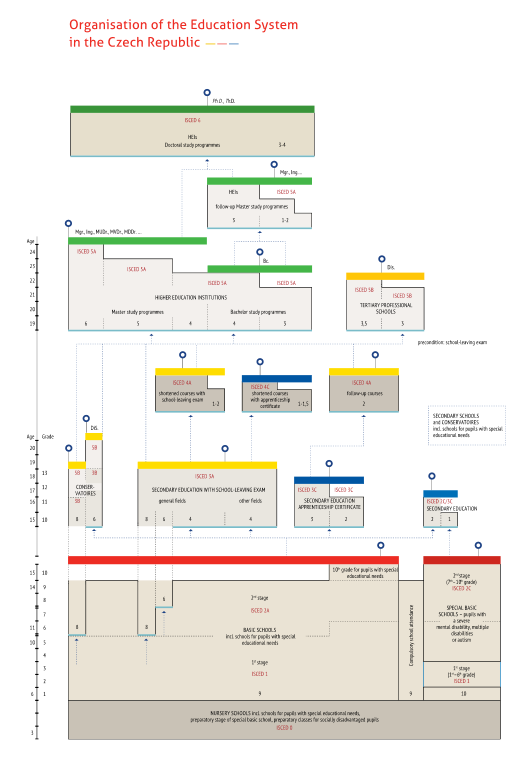 Organisation of the Education System
in the Czech Republic
Ph.D., Th.D.
ISCED 6
HEIs
Doctoral study programmes 3-4
Mgr., Ing....
HEIs ISCED 5A
follow-up Master study programmes
3 1-2
Mgr., Ing., MUDr., MVDr., MDDr. ...
Bc.
Dis.
Age
24
23
22
21
20
19
ISCED 5A
ISCED 5A
ISCED 5A
ISCED 5A
HIGHER EDUCATION INSTITUTIONS
Master study programmes Bachelor study programmes
6 5 4 4 3
ISCED 5B
ISCED 5B
TERTIARY PROFESSIONAL
SCHOOLS
3,5 3
precondition: school-leaving exam
ISCED 4A
shortened courses with
school-leaving exam 1-2
ISCED 4C
shortened courses
with apprenticeship
certificate 1-1,5
ISCED 4A
follow-up courses
2
SECONDARY SCHOOLS
and CONSERVATOIRES
incl. schools for pupils with special
educational needs
Dis.
Age Grade
20
19
18 13
17 12
16 11
15 10
5B
5B 5B
CONSER-
VATOIRES
5B
8 6
ISCED 3A
SECONDARY EDUCATION WITH SCHOOL-LEAVING EXAM
general fields other fields
8 6 4 4
ISCED 3C ISCED 3C
SECONDARY EDUCATION
APPRENTICESHIP CERTIFICATE
3 2
ISCED 2C/3C
SECONDARY EDUCATION
2 1
15 10
14 9
8
7
11 6
10 5
4
3
2
6 1
1
10th grade for pupils with special
educational needs
2nd stage
ISCED 2A
6
8
8
BASIC SCHOOLS
incl. schools for pupils with special
educational needs
1st stage
ISCED 1
9
Compulsory school attendance
9
2nd stage
(7th–10th grade)
ISCED 2C
SPECIAL BASIC
SCHOOLS – pupils with
a severe
mental disability, multiple
disabilities
or autism
1st stage
(1st–6th grade)
ISCED 1
10
NURSERY SCHOOLS incl. schools for pupils with special educational needs,
preparatory stage of special basic school, preparatory classes for socially disadvantaged pupils
ISCED 0